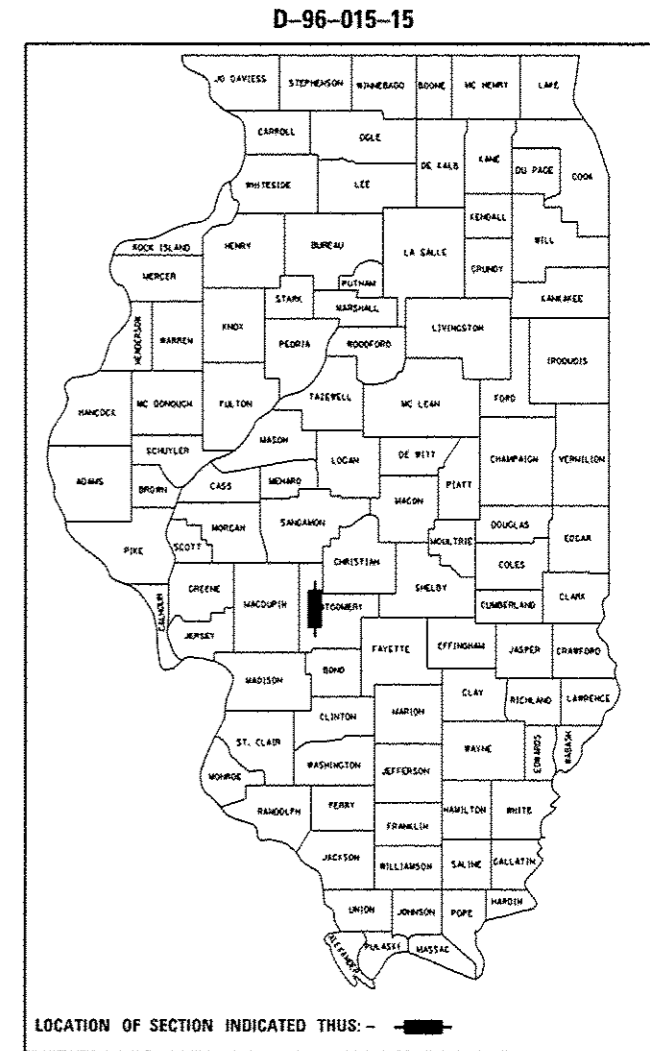 D-96-015-15
JO DAVIESS STEPHENSON WINNEBAGO BOONE MC HENRY LAKE
CARROLL OGLE
DE KALB KANE DU PAGE COOK
WHITESIDE LEE
KENDALL WILL
ROCK ISLAND HENRY BUREAU LA SALLE
GRUNDY
MERCER PUTNAM KANKAKEE
STARK MARSHALL
HENDERSON WARREN KNOX PEORIA WOODFORD LIVINGSTON
IROQUOIS
HANCOCK MC DONOUGH FULTON TAZEWELL MC LEAN FORD
MASON
SCHUYLER LOGAN DE WITT CHAMPAIGN VERMILION
ADAMS BROWN CASS MENARD PIATT
MACON
MORGAN SANGAMON DOUGLAS
PIKE SCOTT MOULTRIE EDGAR
CHRISTIAN COLES
GREENE MACOUPIN SHELBY
CALHOUN NTGOMERY CUMBERLAND CLARK
JERSEY
FAYETTE EFFINGHAM JASPER CRAWFORD
MADISON BOND
CLAY RICHLAND LAWRENCE
CLINTON MARION
ST. CLAIR WAYNE EDWARDS WABASH
WASHINGTON JEFFERSON
MONROE
RANDOLPH PERRY HAMILTON WHITE
FRANKLIN
JACKSON WILLIAMSON SALINE GALLATIN
HARDIN
UNION JOHNSON POPE
ALEXANDER PULASKI MASSAC
LOCATION OF SECTION INDICATED THUS: -